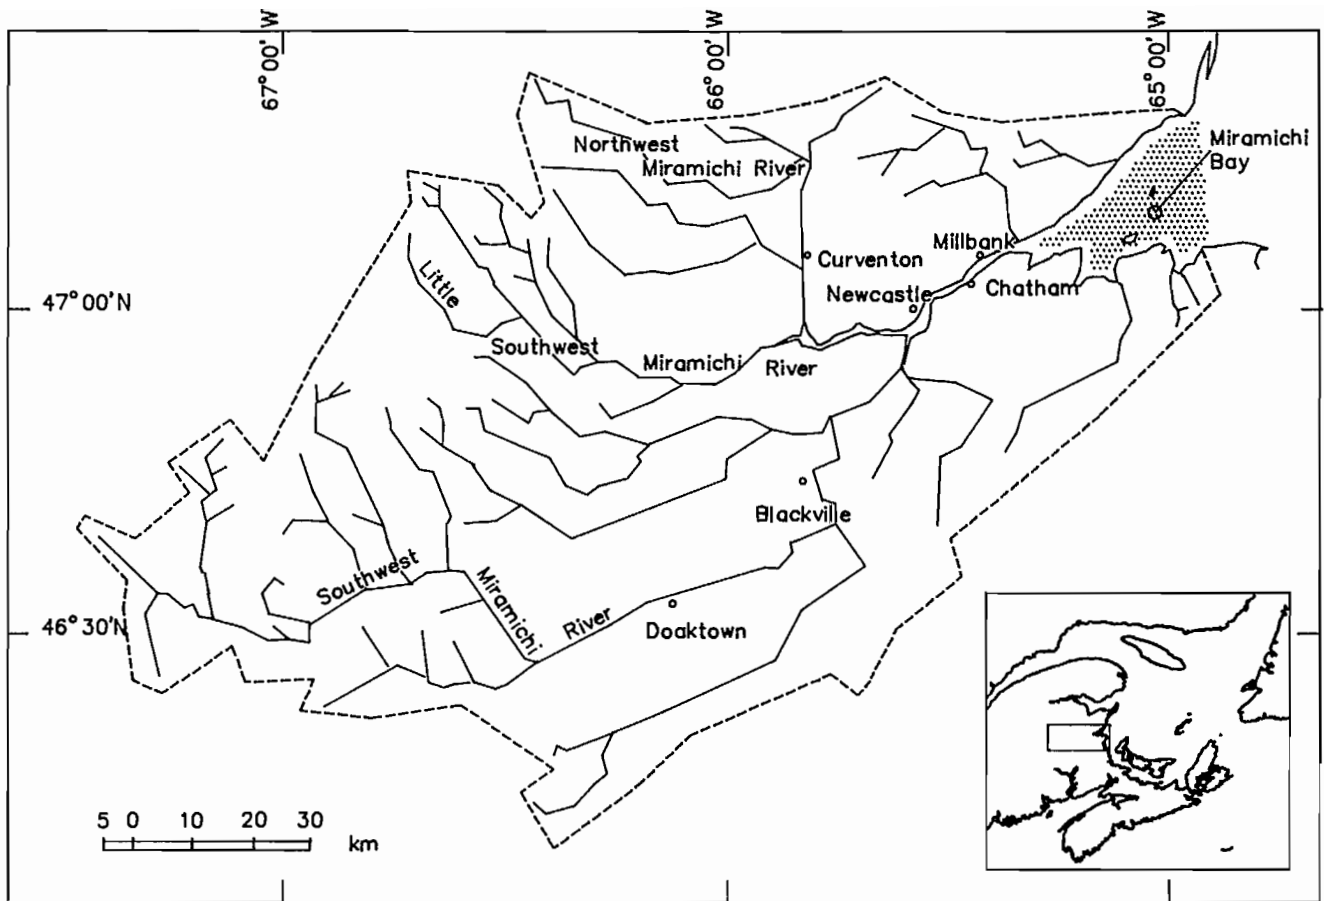 67°00' W
66°00' W
65°00' W
Northwest
Miramichi River
Miramichi
Bay
Millbank
Curventon
Little
Newcastle
Chatham
47°00'N
Southwest
Miramichi
River
Blackville
Southwest
Miramichi
River
46°30'N
Doaktown
5 0 10 20 30
km